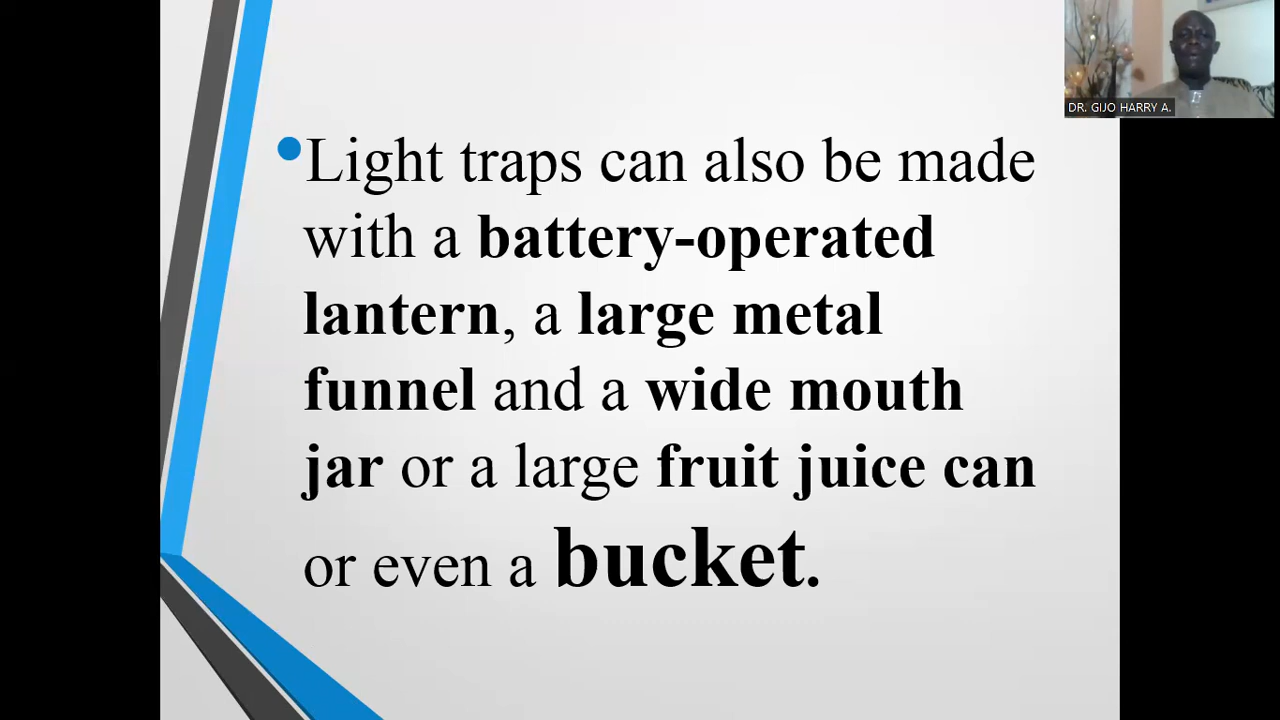 DR. GIJO HARRY A.
•Light traps can also be made
with a battery-operated
lantern, a large metal
funnel and a wide mouth
jar or a large fruit juice can
or even a bucket.